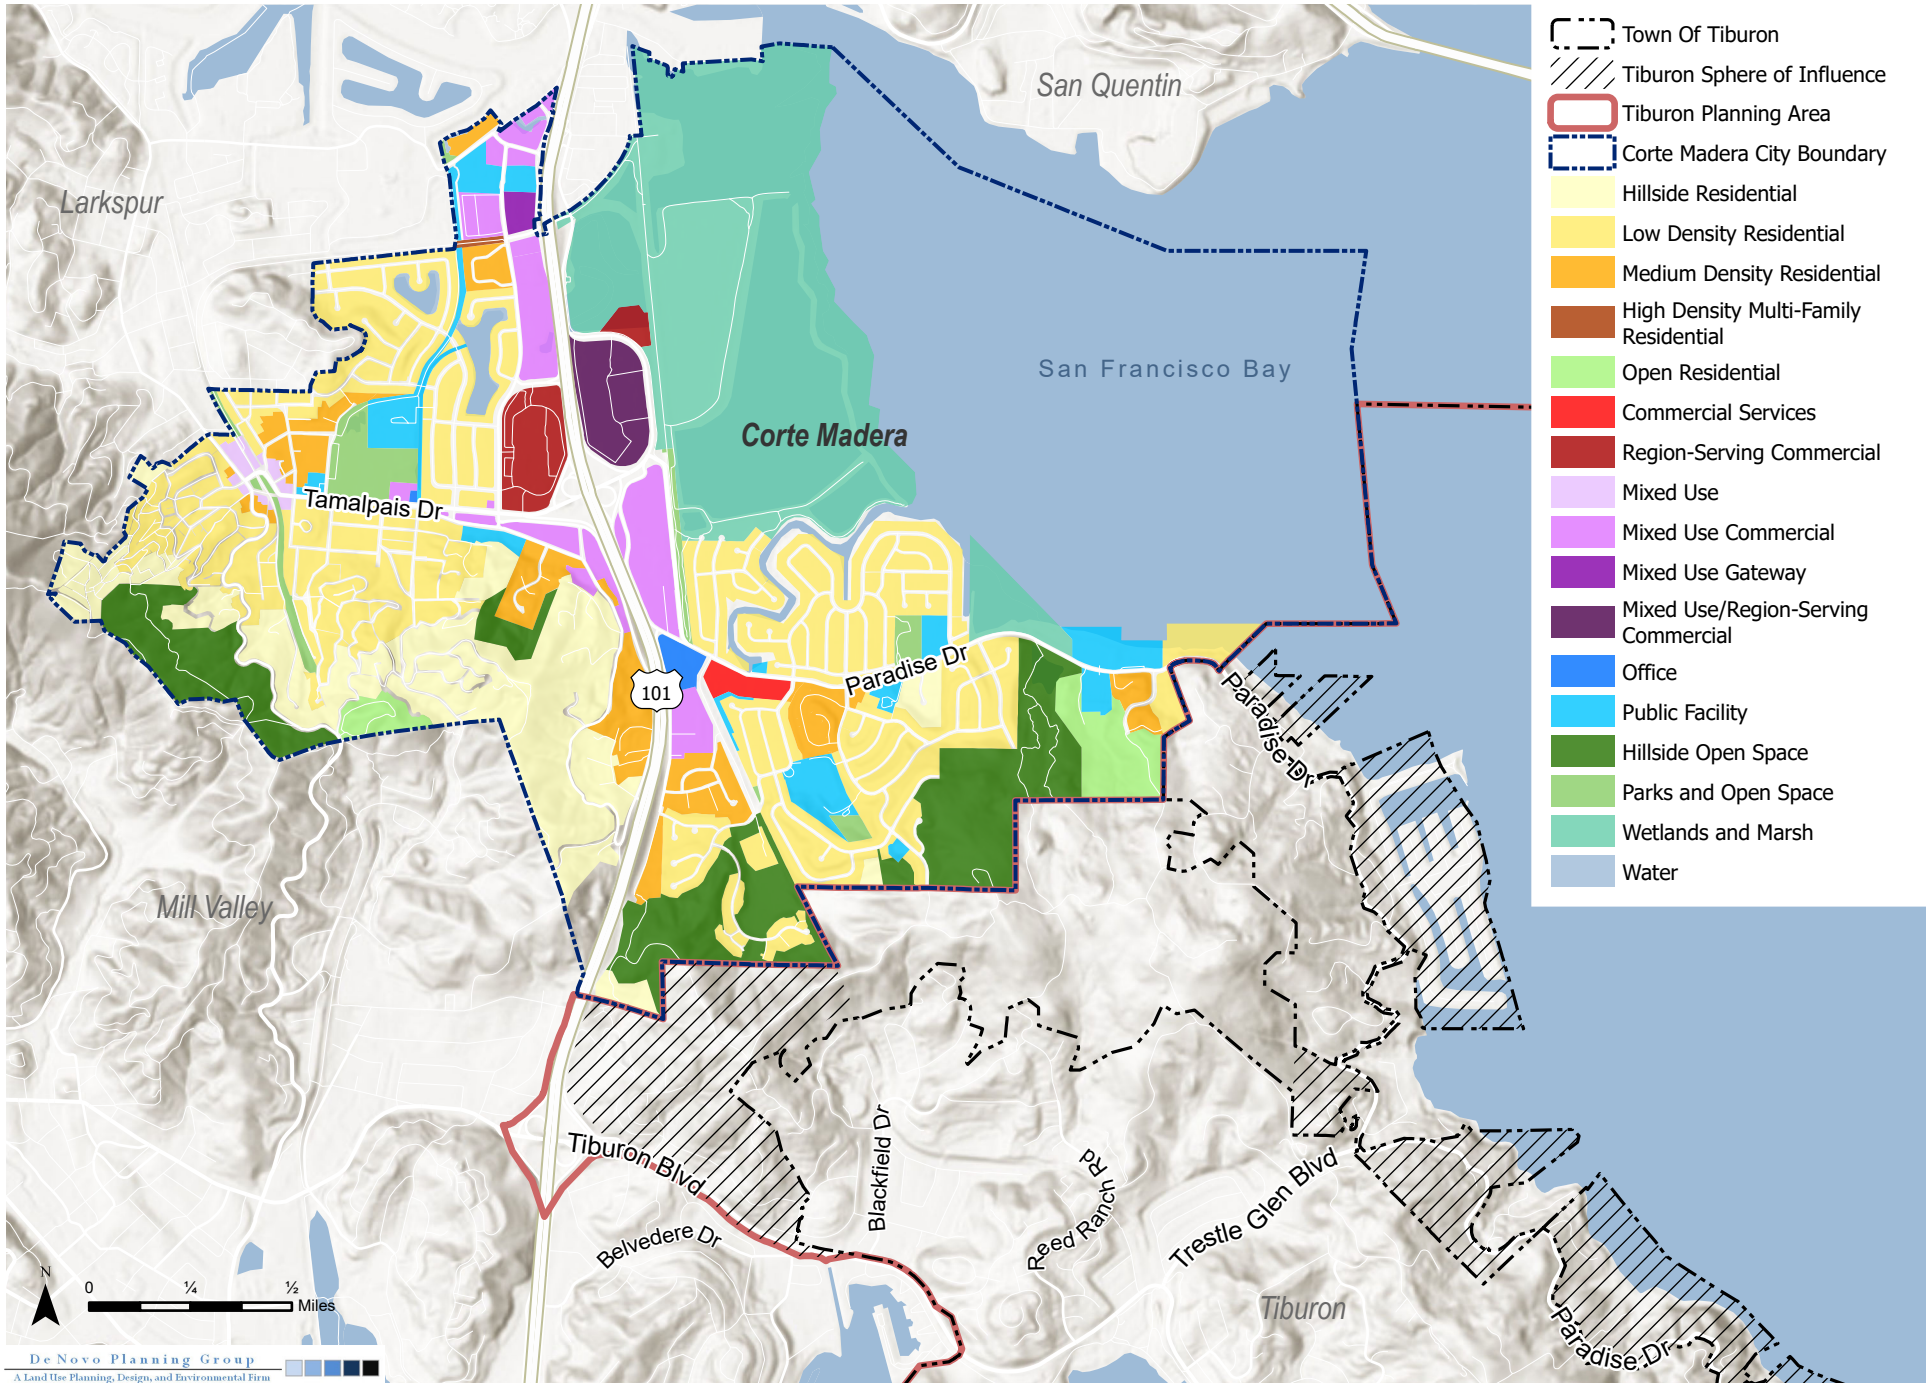 San Quentin
Larkspur
San Francisco Bay
Corte Madera
Tamalpais Dr
Paradise Dr
101
Paradise Dr
Mill Valley
Tiburon Blvd
Blackfield Dr
Reed Ranch Rd
Trestle Glen Blvd
Belvedere Dr
Tiburon
Paradise Dr
N
0 ¼ ½
Miles
De Novo Planning Group
A Land Use Planning, Design, and Environmental Firm
Town Of Tiburon
Tiburon Sphere of Influence
Tiburon Planning Area
Corte Madera City Boundary
Hillside Residential
Low Density Residential
Medium Density Residential
High Density Multi-Family
Residential
Open Residential
Commercial Services
Region-Serving Commercial
Mixed Use
Mixed Use Commercial
Mixed Use Gateway
Mixed Use/Region-Serving
Commercial
Office
Public Facility
Hillside Open Space
Parks and Open Space
Wetlands and Marsh
Water